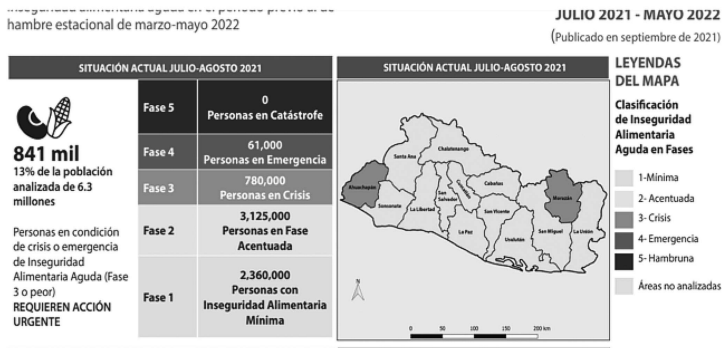 hambre estacional de marzo-mayo 2022
JULIO 2021 - MAYO 2022
(Publicado en septiembre de 2021)
SITUACIÓN ACTUAL JULIO-AGOSTO 2021
841 mil
13% de la población
analizada de 6.3
millones
Personas en condición
de crisis o emergencia
de Inseguridad
Alimentaria Aguda (Fase
3 o peor)
REQUIEREN ACCIÓN
URGENTE
Fase 5
0
Personas en Catástrofe
Fase 4
61,000
Personas en Emergencia
Fase 3
780,000
Personas en Crisis
Fase 2
3,125,000
Personas en Fase
Acentuada
Fase 1
2,360,000
Personas con
Inseguridad Alimentaria
Mínima
SITUACIÓN ACTUAL JULIO-AGOSTO 2021
Santa Ana
Chalatenango
Ahuachapán
Sonsonate
La Libertad
San
Salvador
Cabañas
San Vicente
La Paz
Usulután
San Miguel
Morazán
La Unión
N
0 50 100 150 200 km
LEYENDAS
DEL MAPA
Clasificación
de Inseguridad
Alimentaria
Aguda en Fases
1-Mínima
2- Acentuada
3- Crisis
4- Emergencia
5- Hambruna
Áreas no analizadas